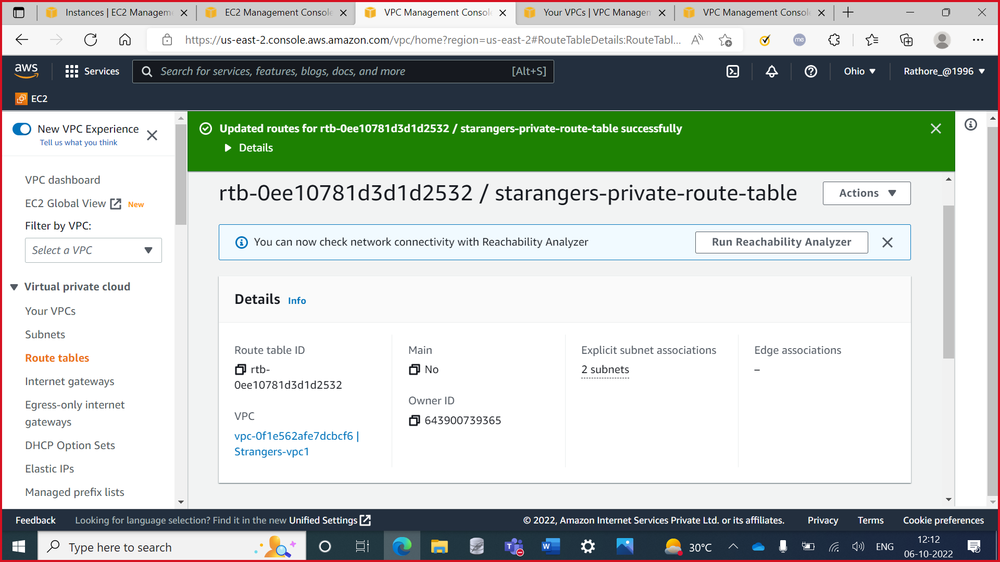 Instances | EC2 Manageme
EC2 Management Console
VPC Management Console
Your VPCs | VPC Managem
VPC Management Console
https://us-east-2.console.aws.amazon.com/vpc/home?region=us-east-2#RouteTableDetails:RouteTabl...
me
aws
Services
Search for services, features, blogs, docs, and more
[Alt+S]
Ohio
Rathore_@1996
EC2
New VPC Experience
Tell us what you think
VPC dashboard
EC2 Global View New
Filter by VPC:
Select a VPC
Virtual private cloud
Your VPCs
Subnets
Route tables
Internet gateways
Egress-only internet
gateways
DHCP Option Sets
Elastic IPs
Managed prefix lists
Updated routes for rtb-0ee10781d3d1d2532 / starangers-private-route-table successfully
Details
rtb-0ee10781d3d1d2532 / starangers-private-route-table
Actions
You can now check network connectivity with Reachability Analyzer
Run Reachability Analyzer
Details Info
Route table ID
rtb-
0ee10781d3d1d2532
VPC
vpc-0f1e562afe7dcbcf6 |
Strangers-vpc1
Main
No
Owner ID
643900739365
Explicit subnet associations
2 subnets
Edge associations
–
Feedback
Looking for language selection? Find it in the new Unified Settings
© 2022, Amazon Internet Services Private Ltd. or its affiliates.
Privacy
Terms
Cookie preferences
Type here to search
30°C
ENG
12:12
06-10-2022